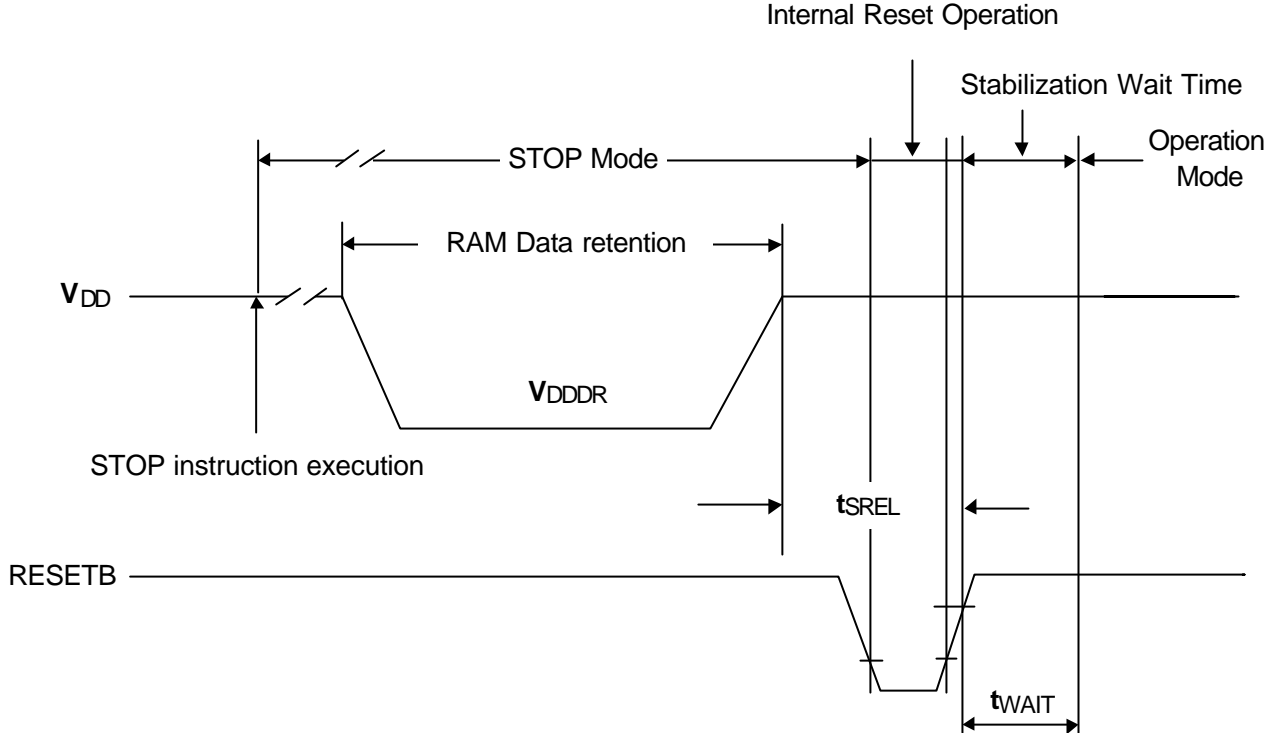 Internal Reset Operation
Stabilization Wait Time
STOP Mode
Operation
Mode
RAM Data retention
VDD
VDDDR
STOP instruction execution
tSREL
RESETB
tWAIT